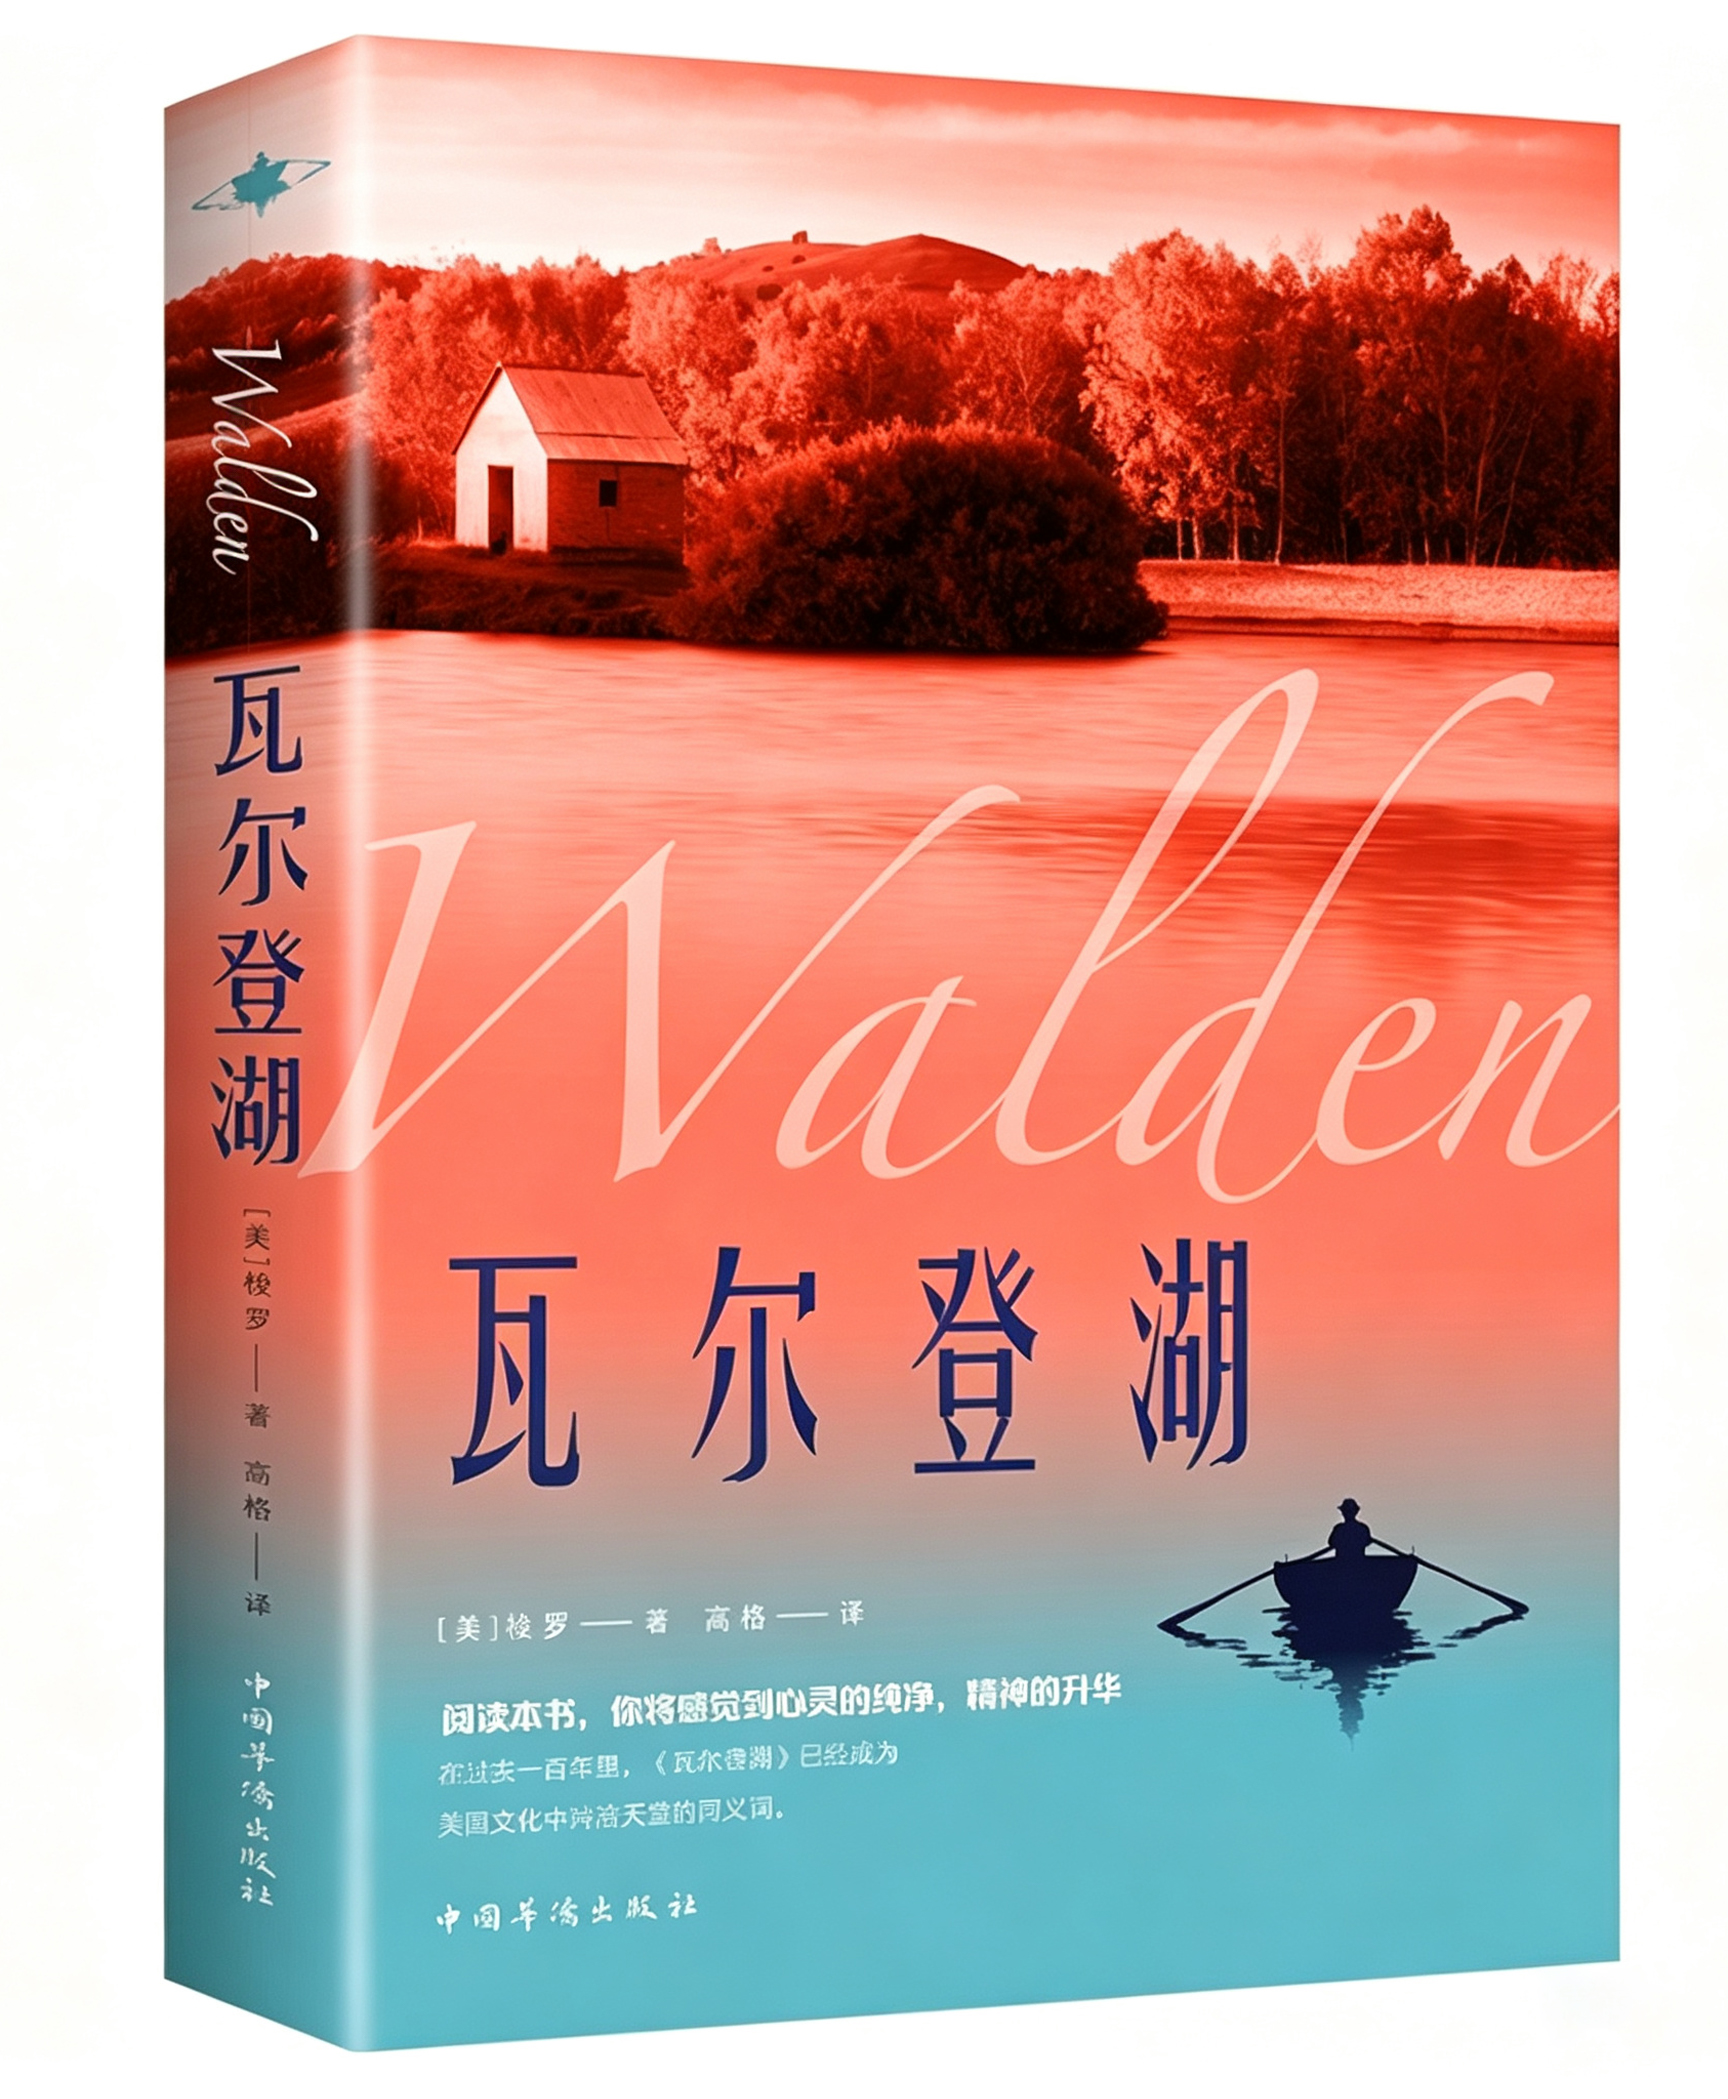 Walden
瓦尔登湖
[美]梭罗——著 高格——译
中国华侨出版社
Walden
瓦尔登湖
[美]梭罗——著 高格——译
阅读本书，你将感觉到心灵的纯净，精神的升华
在过去一百年里，《瓦尔登湖》已经成为
美国文化中 天堂的同义词。
中国华侨出版社